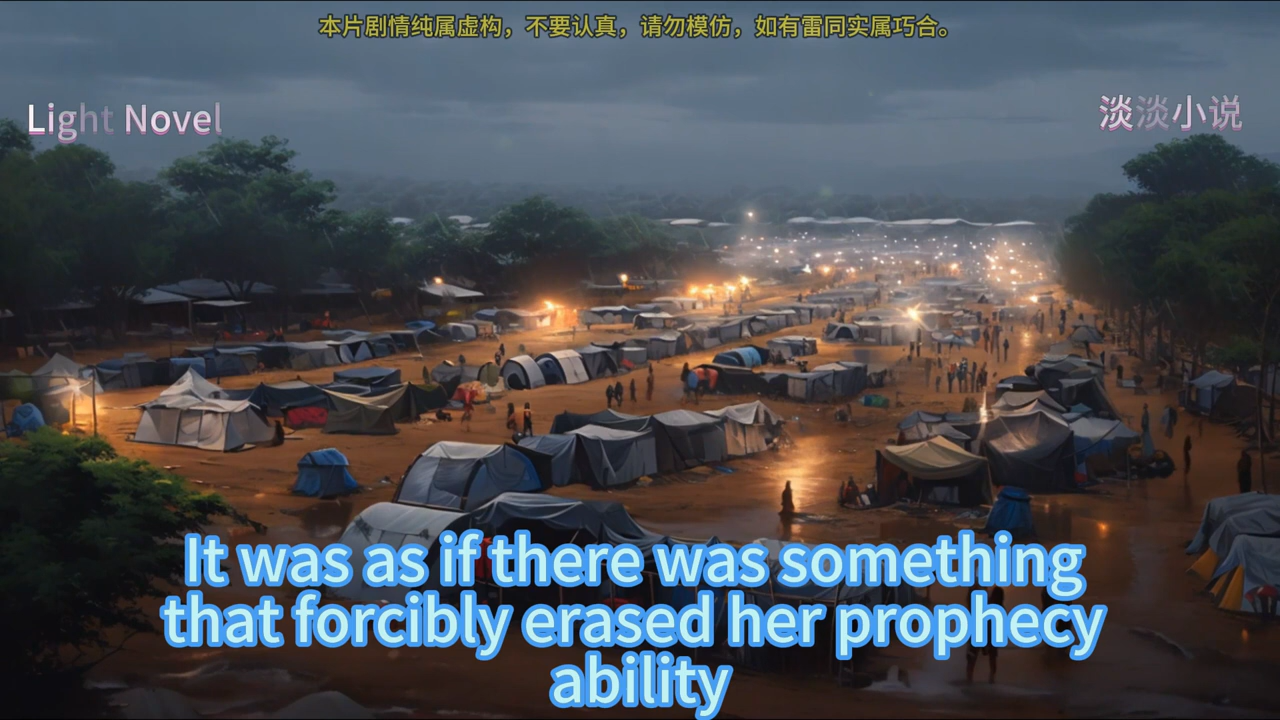 本片剧情纯属虚构，不要认真，请勿模仿，如有雷同实属巧合。
Light Novel
淡淡小说
It was as if there was something
that forcibly erased her prophecy
ability